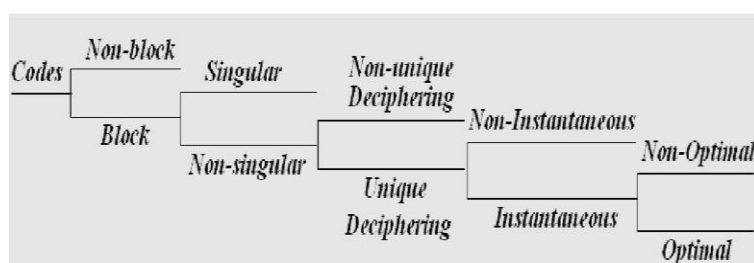 Codes
Non-block
Block
Singular
Non-singular
Non-unique
Deciphering
Unique
Deciphering
Non-Instantaneous
Instantaneous
Non-Optimal
Optimal